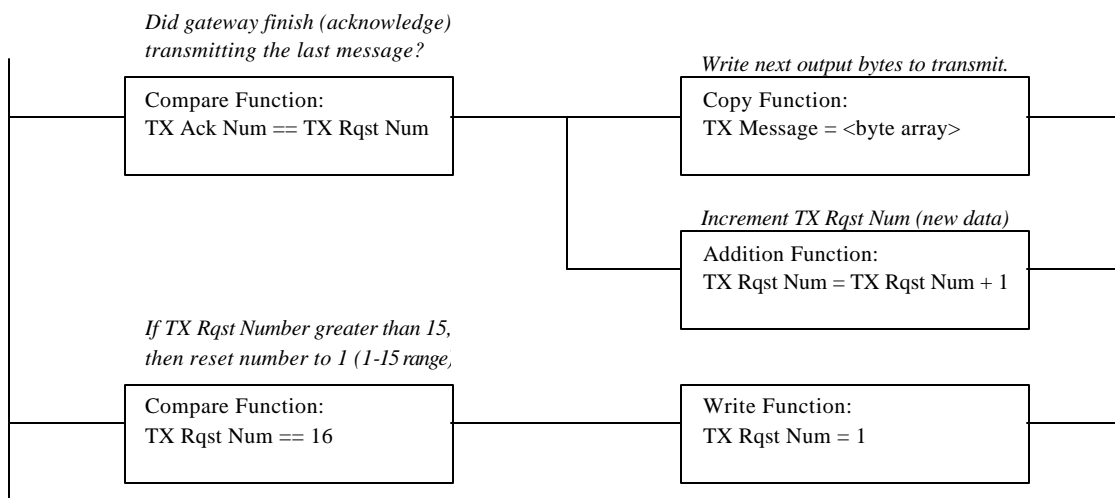 Did gateway finish (acknowledge)
transmitting the last message?
Compare Function:
TX Ack Num == TX Rqst Num
Write next output bytes to transmit.
Copy Function:
TX Message = <byte array>
Increment TX Rqst Num (new data)
Addition Function:
TX Rqst Num = TX Rqst Num + 1
If TX Rqst Number greater than 15,
then reset number to 1 (1-15 range)
Compare Function:
TX Rqst Num == 16
Write Function:
TX Rqst Num = 1